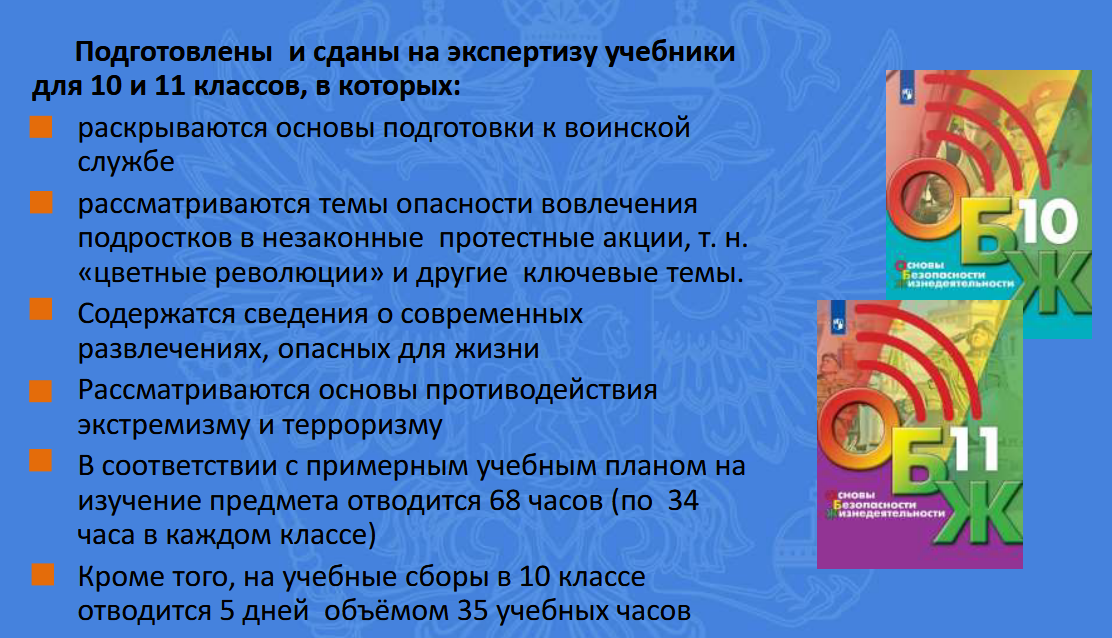 Подготовлены и сданы на экспертизу учебники
для 10 и 11 классов, в которых:
раскрываются основы подготовки к воинской
службе
рассматриваются темы опасности вовлечения
подростков в незаконные протестные акции, т. н.
«цветные революции» и другие ключевые темы.
Содержатся сведения о современных
развлечениях, опасных для жизни
Рассматриваются основы противодействия
экстремизму и терроризму
В соответствии с примерным учебным планом на
изучение предмета отводится 68 часов (по 34
часа в каждом классе)
Кроме того, на учебные сборы в 10 классе
отводится 5 дней объёмом 35 учебных часов
ОБЖ
10
Основы
Безопасности
Жизнедеятельности
ОБЖ
11
Основы
Безопасности
Жизнедеятельности